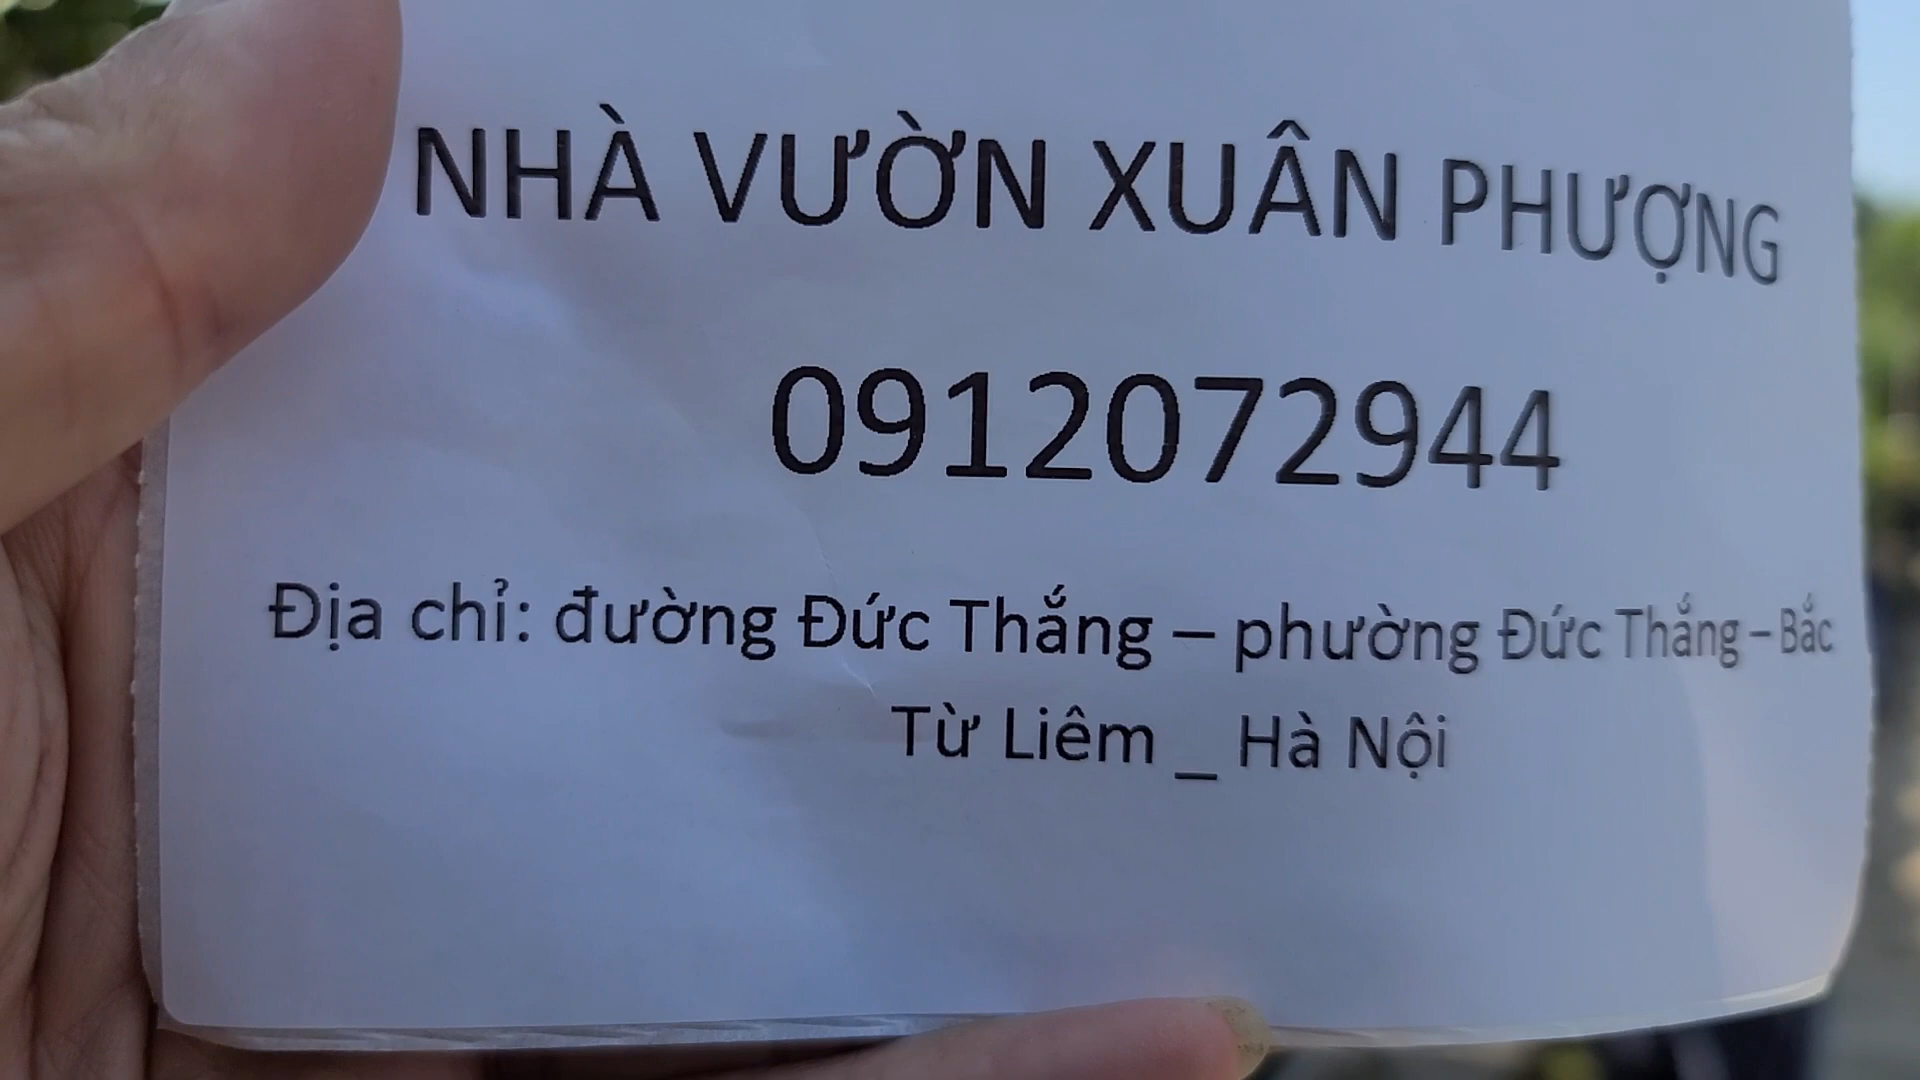 NHÀ VƯỜN XUÂN PHƯỢNG
0912072944
Địa chỉ: đường Đức Thắng – phường Đức Thắng – Bắc
Từ Liêm _ Hà Nội